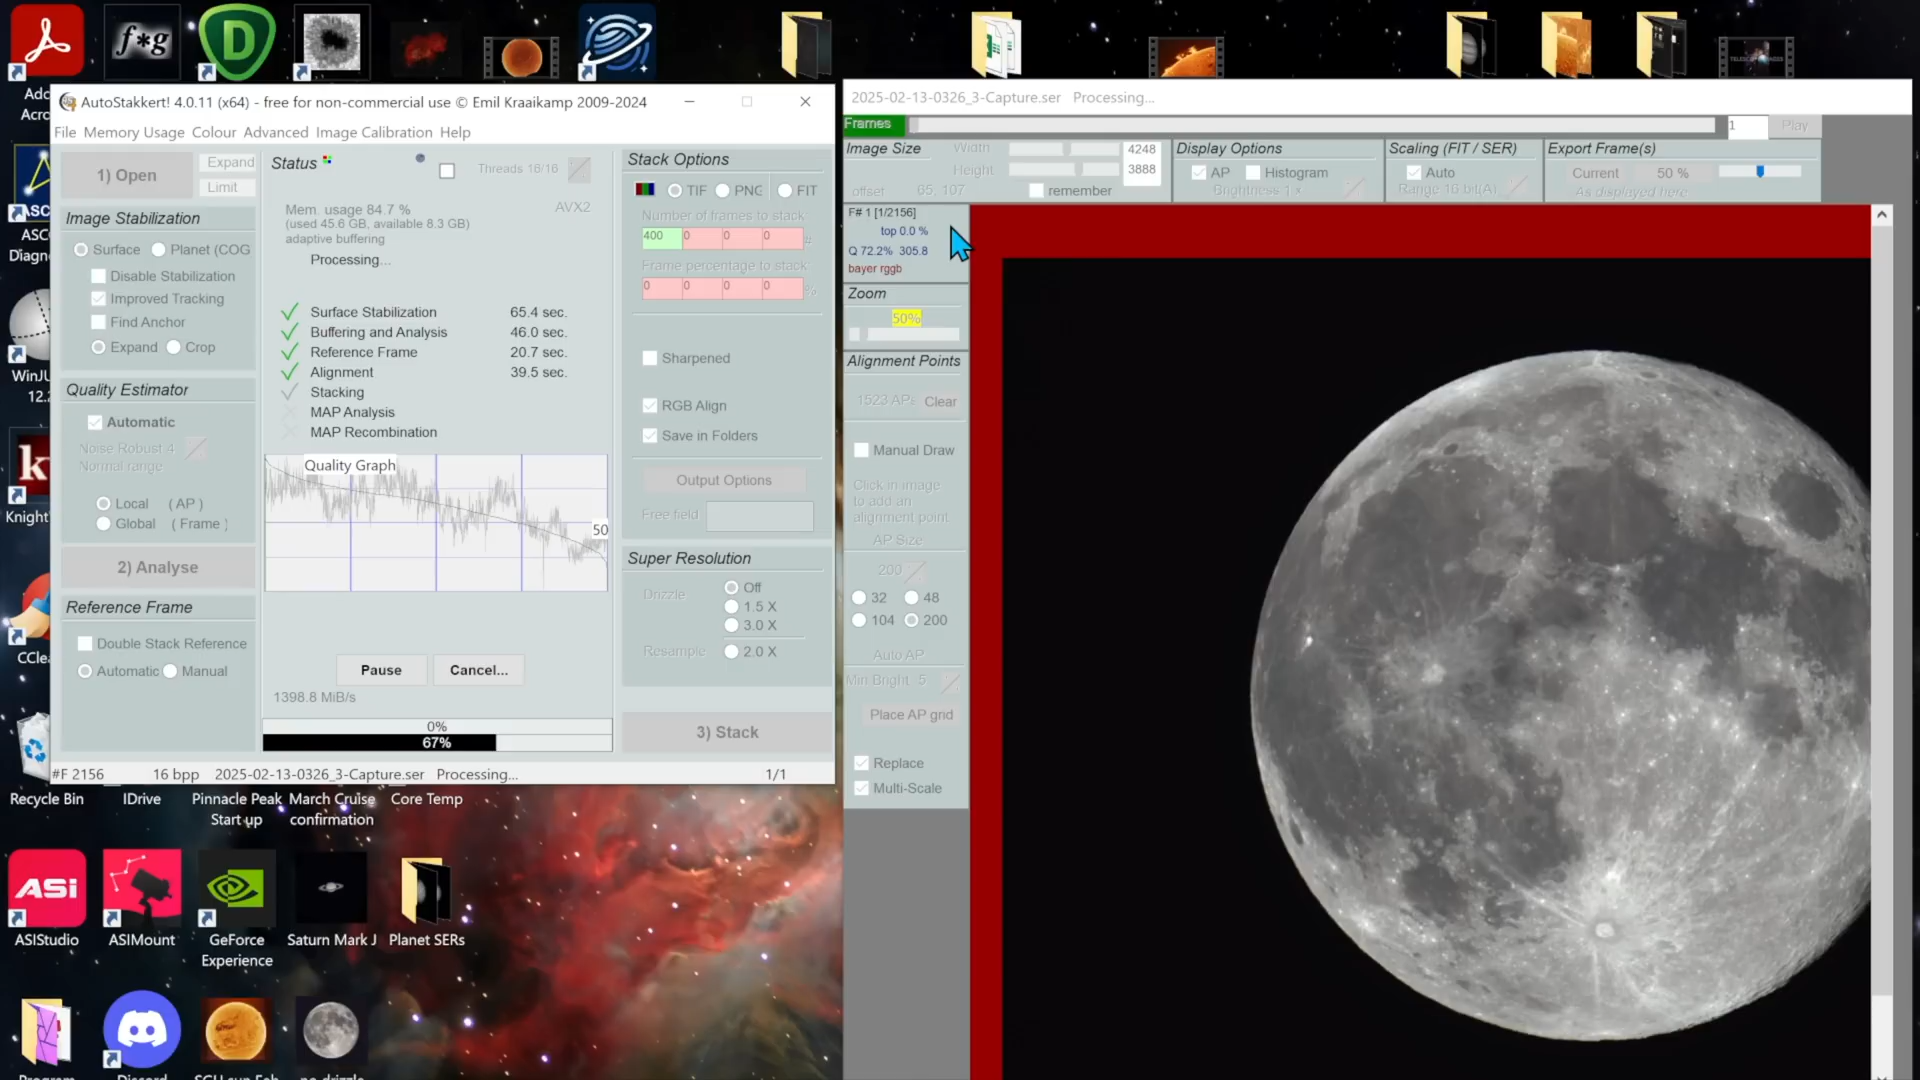 f*g
D
Adc
Acro
ASC
ASC
Diagn
WinJU
12.
Knight'
CClea
AutoStakkert! 4.0.11 (x64) - free for non-commercial use © Emil Kraaikamp 2009-2024
File Memory Usage Colour Advanced Image Calibration Help
1) Open
Expand
Limit
Image Stabilization
Surface Planet (COG
Disable Stabilization
Improved Tracking
Find Anchor
Expand Crop
Quality Estimator
Automatic
Noise Robust 4
Normal range
Local (AP)
Global (Frame)
2) Analyse
Reference Frame
Double Stack Reference
Automatic Manual
Status
Threads 16/16
Mem. usage 84.7 %
AVX2
(used 45.6 GB, available 8.3 GB)
adaptive buffering
Processing...
Surface Stabilization 65.4 sec.
Buffering and Analysis 46.0 sec.
Reference Frame 20.7 sec.
Alignment 39.5 sec.
Stacking
MAP Analysis
MAP Recombination
Quality Graph
50
Pause Cancel...
1398.8 MiB/s
0%
67%
Stack Options
TIF PNG FIT
Number of frames to stack:
400 0 0 0
Frame percentage to stack:
0 0 0 0 %
Sharpened
RGB Align
Save in Folders
Output Options
Free field
Super Resolution
Drizzle
Off
1.5 X
3.0 X
Resample 2.0 X
3) Stack
#F 2156 16 bpp 2025-02-13-0326_3-Capture.ser Processing... 1/1
2025-02-13-0326_3-Capture.ser Processing...
Frames 1 Play
Image Size Width 4248
Height 3888
offset 65, 107 remember
Display Options
AP Histogram
Brightness 1 x
Scaling (FIT / SER)
Auto
Range 16 bit(A)
Export Frame(s)
Current 50 %
As displayed here
F# 1 [1/2156]
top 0.0 %
Q 72.2% 305.8
bayer rggb
Zoom
50%
Alignment Points
1523 APs Clear
Manual Draw
Click in image
to add an
alignment point
AP Size
200
32 48
104 200
Auto AP
Min Bright 5
Place AP grid
Replace
Multi-Scale
Recycle Bin
IDrive
Pinnacle Peak
Start up
March Cruise
confirmation
Core Temp
ASI
ASIStudio
ASIMount
GeForce
Experience
Saturn Mark J
Planet SERs
Program
Discord
no drizzle